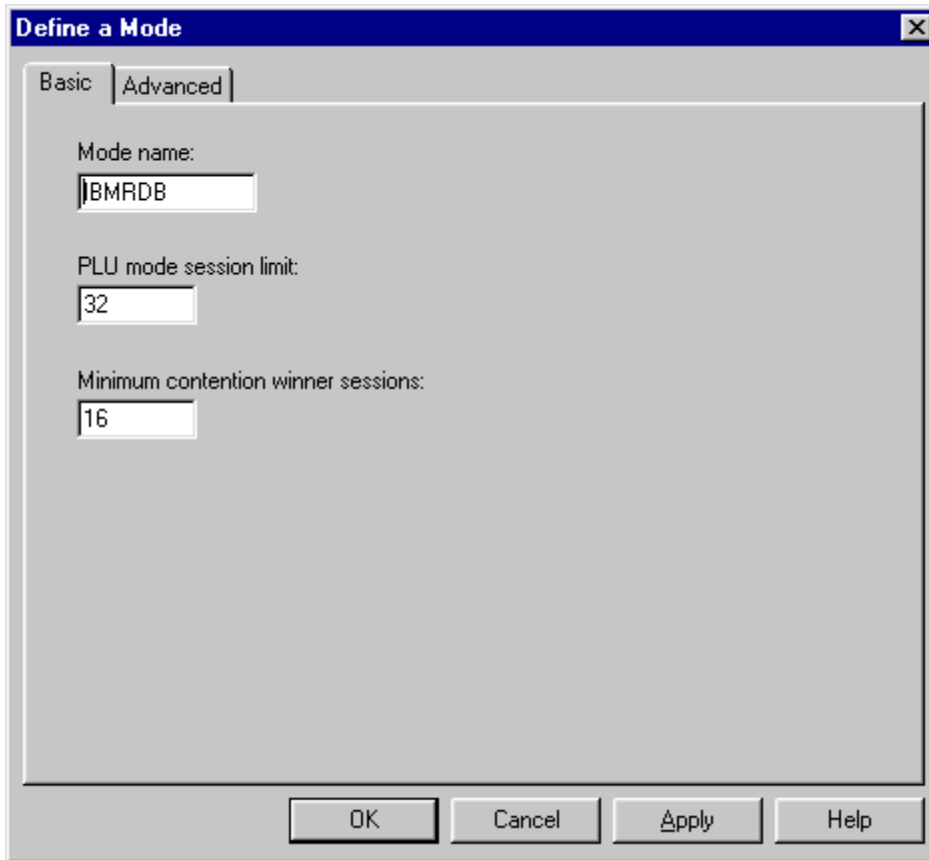 Define a Mode
Basic Advanced
Mode name:
IBMRDB
PLU mode session limit:
32
Minimum contention winner sessions:
16
OK Cancel Apply Help